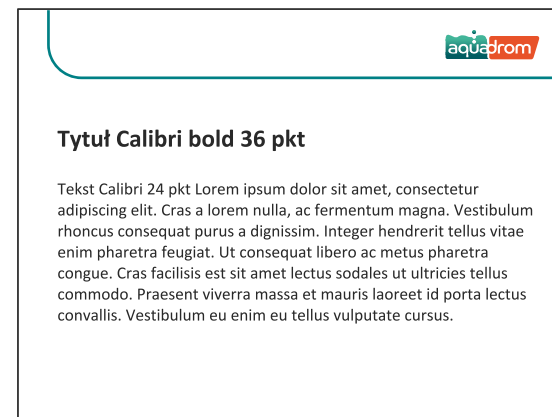 aquadrom
Tytuł Calibri bold 36 pkt
Tekst Calibri 24 pkt Lorem ipsum dolor sit amet, consectetur
adipiscing elit. Cras a lorem nulla, ac fermentum magna. Vestibulum
rhoncus consequat purus a dignissim. Integer hendrerit tellus vitae
enim pharetra feugiat. Ut consequat libero ac metus pharetra
congue. Cras facilisis est sit amet lectus sodales ut ultricies tellus
commodo. Praesent viverra massa et mauris laoreet id porta lectus
convallis. Vestibulum eu enim eu tellus vulputate cursus.